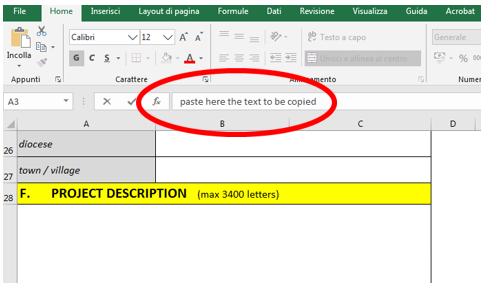 File Home Inserisci Layout di pagina Formule Dati Revisione Visualizza Guida Acrobat
Calibri 12 A A Testo a capo Generale
Incolla G C S A Unisci e allinea al centro % 000
Appunti Carattere Allineamento Numer
A3 fx paste here the text to be copied
A B C D
26 diocese
27 town / village
28 F. PROJECT DESCRIPTION (max 3400 letters)